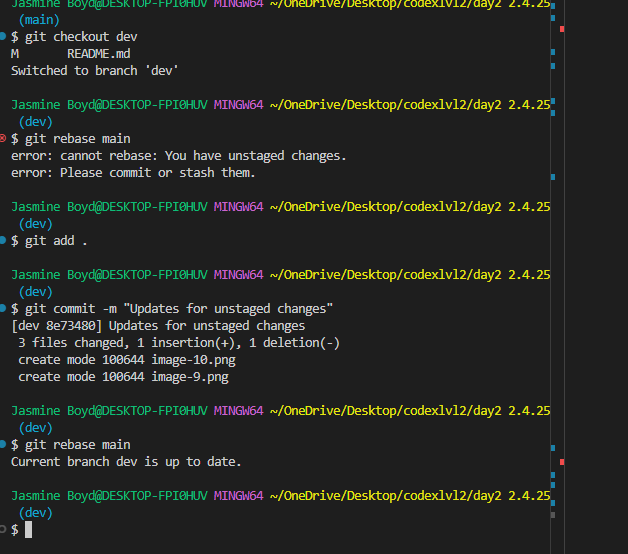 Jasmine Boyd@DESKTOP-FPI0HUV MINGW64 ~/OneDrive/Desktop/codexlvl2/day2 2.4.25
(main)
$ git checkout dev
M       README.md
Switched to branch 'dev'
Jasmine Boyd@DESKTOP-FPI0HUV MINGW64 ~/OneDrive/Desktop/codexlvl2/day2 2.4.25
(dev)
$ git rebase main
error: cannot rebase: You have unstaged changes.
error: Please commit or stash them.
Jasmine Boyd@DESKTOP-FPI0HUV MINGW64 ~/OneDrive/Desktop/codexlvl2/day2 2.4.25
(dev)
$ git add .
Jasmine Boyd@DESKTOP-FPI0HUV MINGW64 ~/OneDrive/Desktop/codexlvl2/day2 2.4.25
(dev)
$ git commit -m "Updates for unstaged changes"
[dev 8e73480] Updates for unstaged changes
 3 files changed, 1 insertion(+), 1 deletion(-)
 create mode 100644 image-10.png
 create mode 100644 image-9.png
Jasmine Boyd@DESKTOP-FPI0HUV MINGW64 ~/OneDrive/Desktop/codexlvl2/day2 2.4.25
(dev)
$ git rebase main
Current branch dev is up to date.
Jasmine Boyd@DESKTOP-FPI0HUV MINGW64 ~/OneDrive/Desktop/codexlvl2/day2 2.4.25
(dev)
$